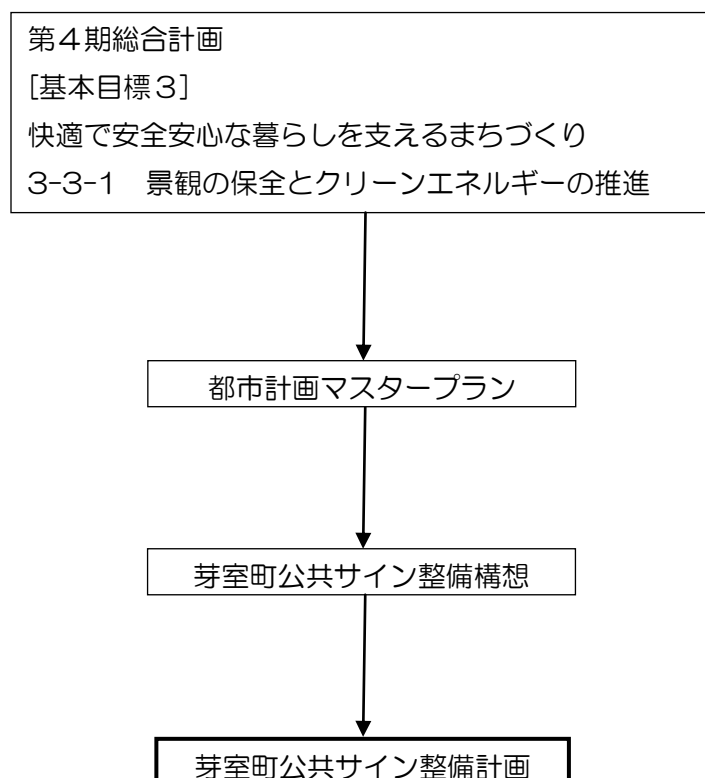 第４期総合計画
[基本目標３]
快適で安全安心な暮らしを支えるまちづくり
3-3-1　景観の保全とクリーンエネルギーの推進
都市計画マスタープラン
芽室町公共サイン整備構想
芽室町公共サイン整備計画